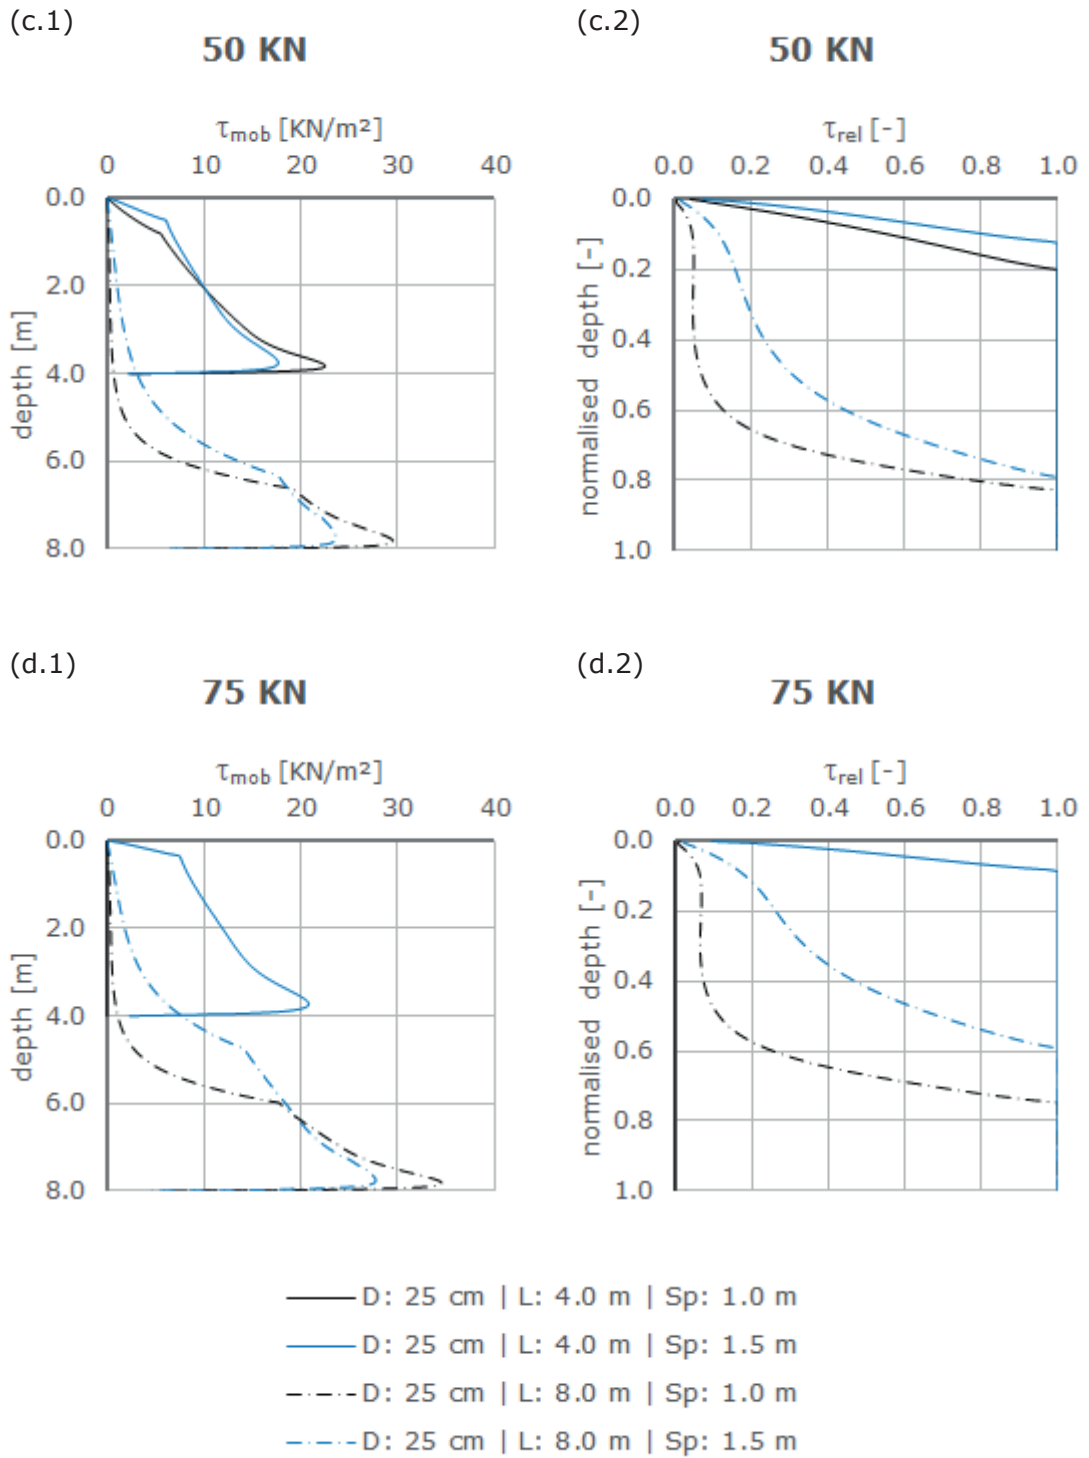 (c.1)
50 KN
τmob [KN/m²]
0 10 20 30 40
0.0
2.0
4.0
6.0
8.0
depth [m]
(c.2)
50 KN
τrel [-]
0.0 0.2 0.4 0.6 0.8 1.0
0.0
0.2
0.4
0.6
0.8
1.0
normalised depth [-]
(d.1)
75 KN
τmob [KN/m²]
0 10 20 30 40
0.0
2.0
4.0
6.0
8.0
depth [m]
(d.2)
75 KN
τrel [-]
0.0 0.2 0.4 0.6 0.8 1.0
0.0
0.2
0.4
0.6
0.8
1.0
normalised depth [-]
D: 25 cm | L: 4.0 m | Sp: 1.0 m
D: 25 cm | L: 4.0 m | Sp: 1.5 m
D: 25 cm | L: 8.0 m | Sp: 1.0 m
D: 25 cm | L: 8.0 m | Sp: 1.5 m